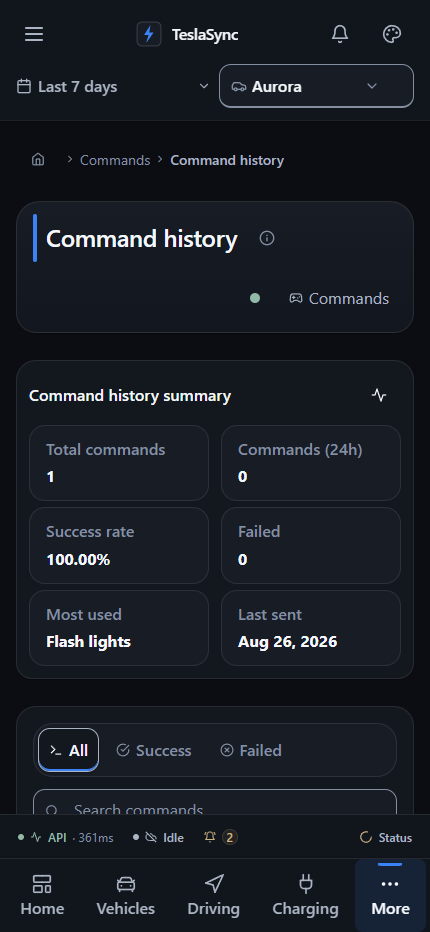 TeslaSync
Last 7 days
Aurora
Commands
Command history
Command history
Commands
Command history summary
Total commands
1
Commands (24h)
0
Success rate
100.00%
Failed
0
Most used
Flash lights
Last sent
Aug 26, 2026
All
Success
Failed
Search commands
API · 361ms
Idle
2
Status
Home
Vehicles
Driving
Charging
More